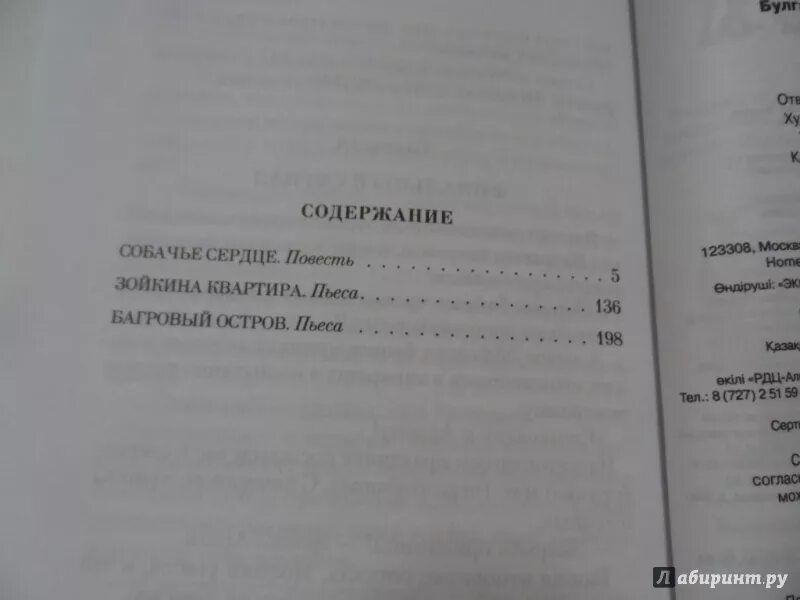 СОДЕРЖАНИЕ
СОБАЧЬЕ СЕРДЦЕ. Повесть . . . . . . . . . . . . . . . . . . . 5
ЗОЙКИНА КВАРТИРА. Пьеса . . . . . . . . . . . . . . . . . . 136
БАГРОВЫЙ ОСТРОВ. Пьеса . . . . . . . . . . . . . . . . . . . 198
Булг
Отв
Ху
123308, Москва
Home
Өндіруші: «ЭК
Қазақ
өкілі «РДЦ-Ал
Тел.: 8 (727) 2 51 59
Серт
С
соглас
мож
Лабиринт.ру